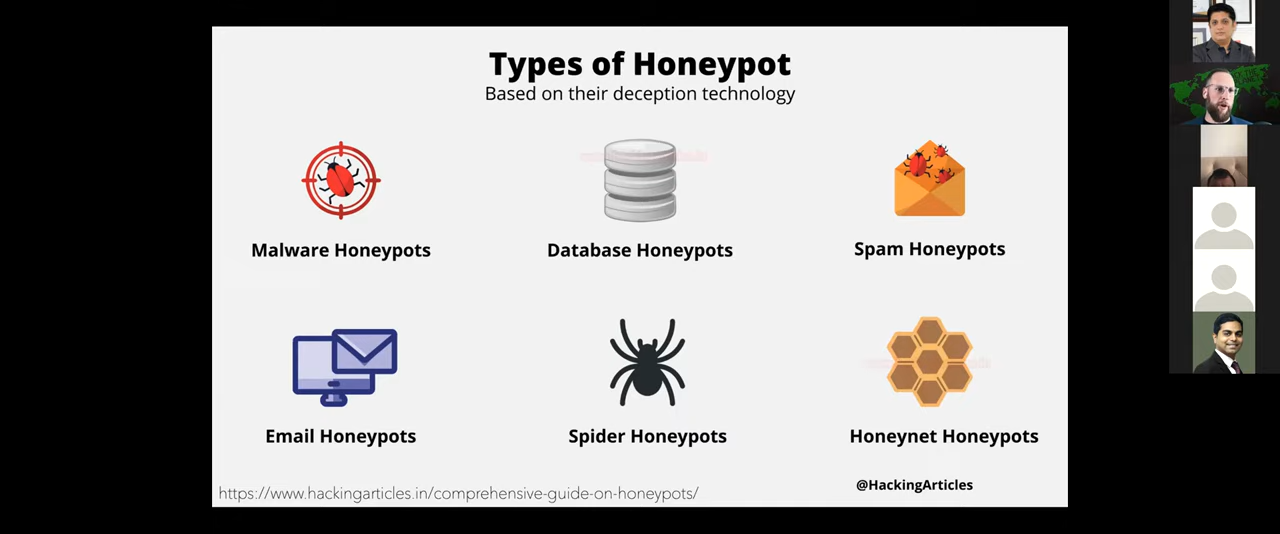 Types of Honeypot
Based on their deception technology
Malware Honeypots
Database Honeypots
Spam Honeypots
Email Honeypots
Spider Honeypots
Honeynet Honeypots
https://www.hackingarticles.in/comprehensive-guide-on-honeypots/
@HackingArticles